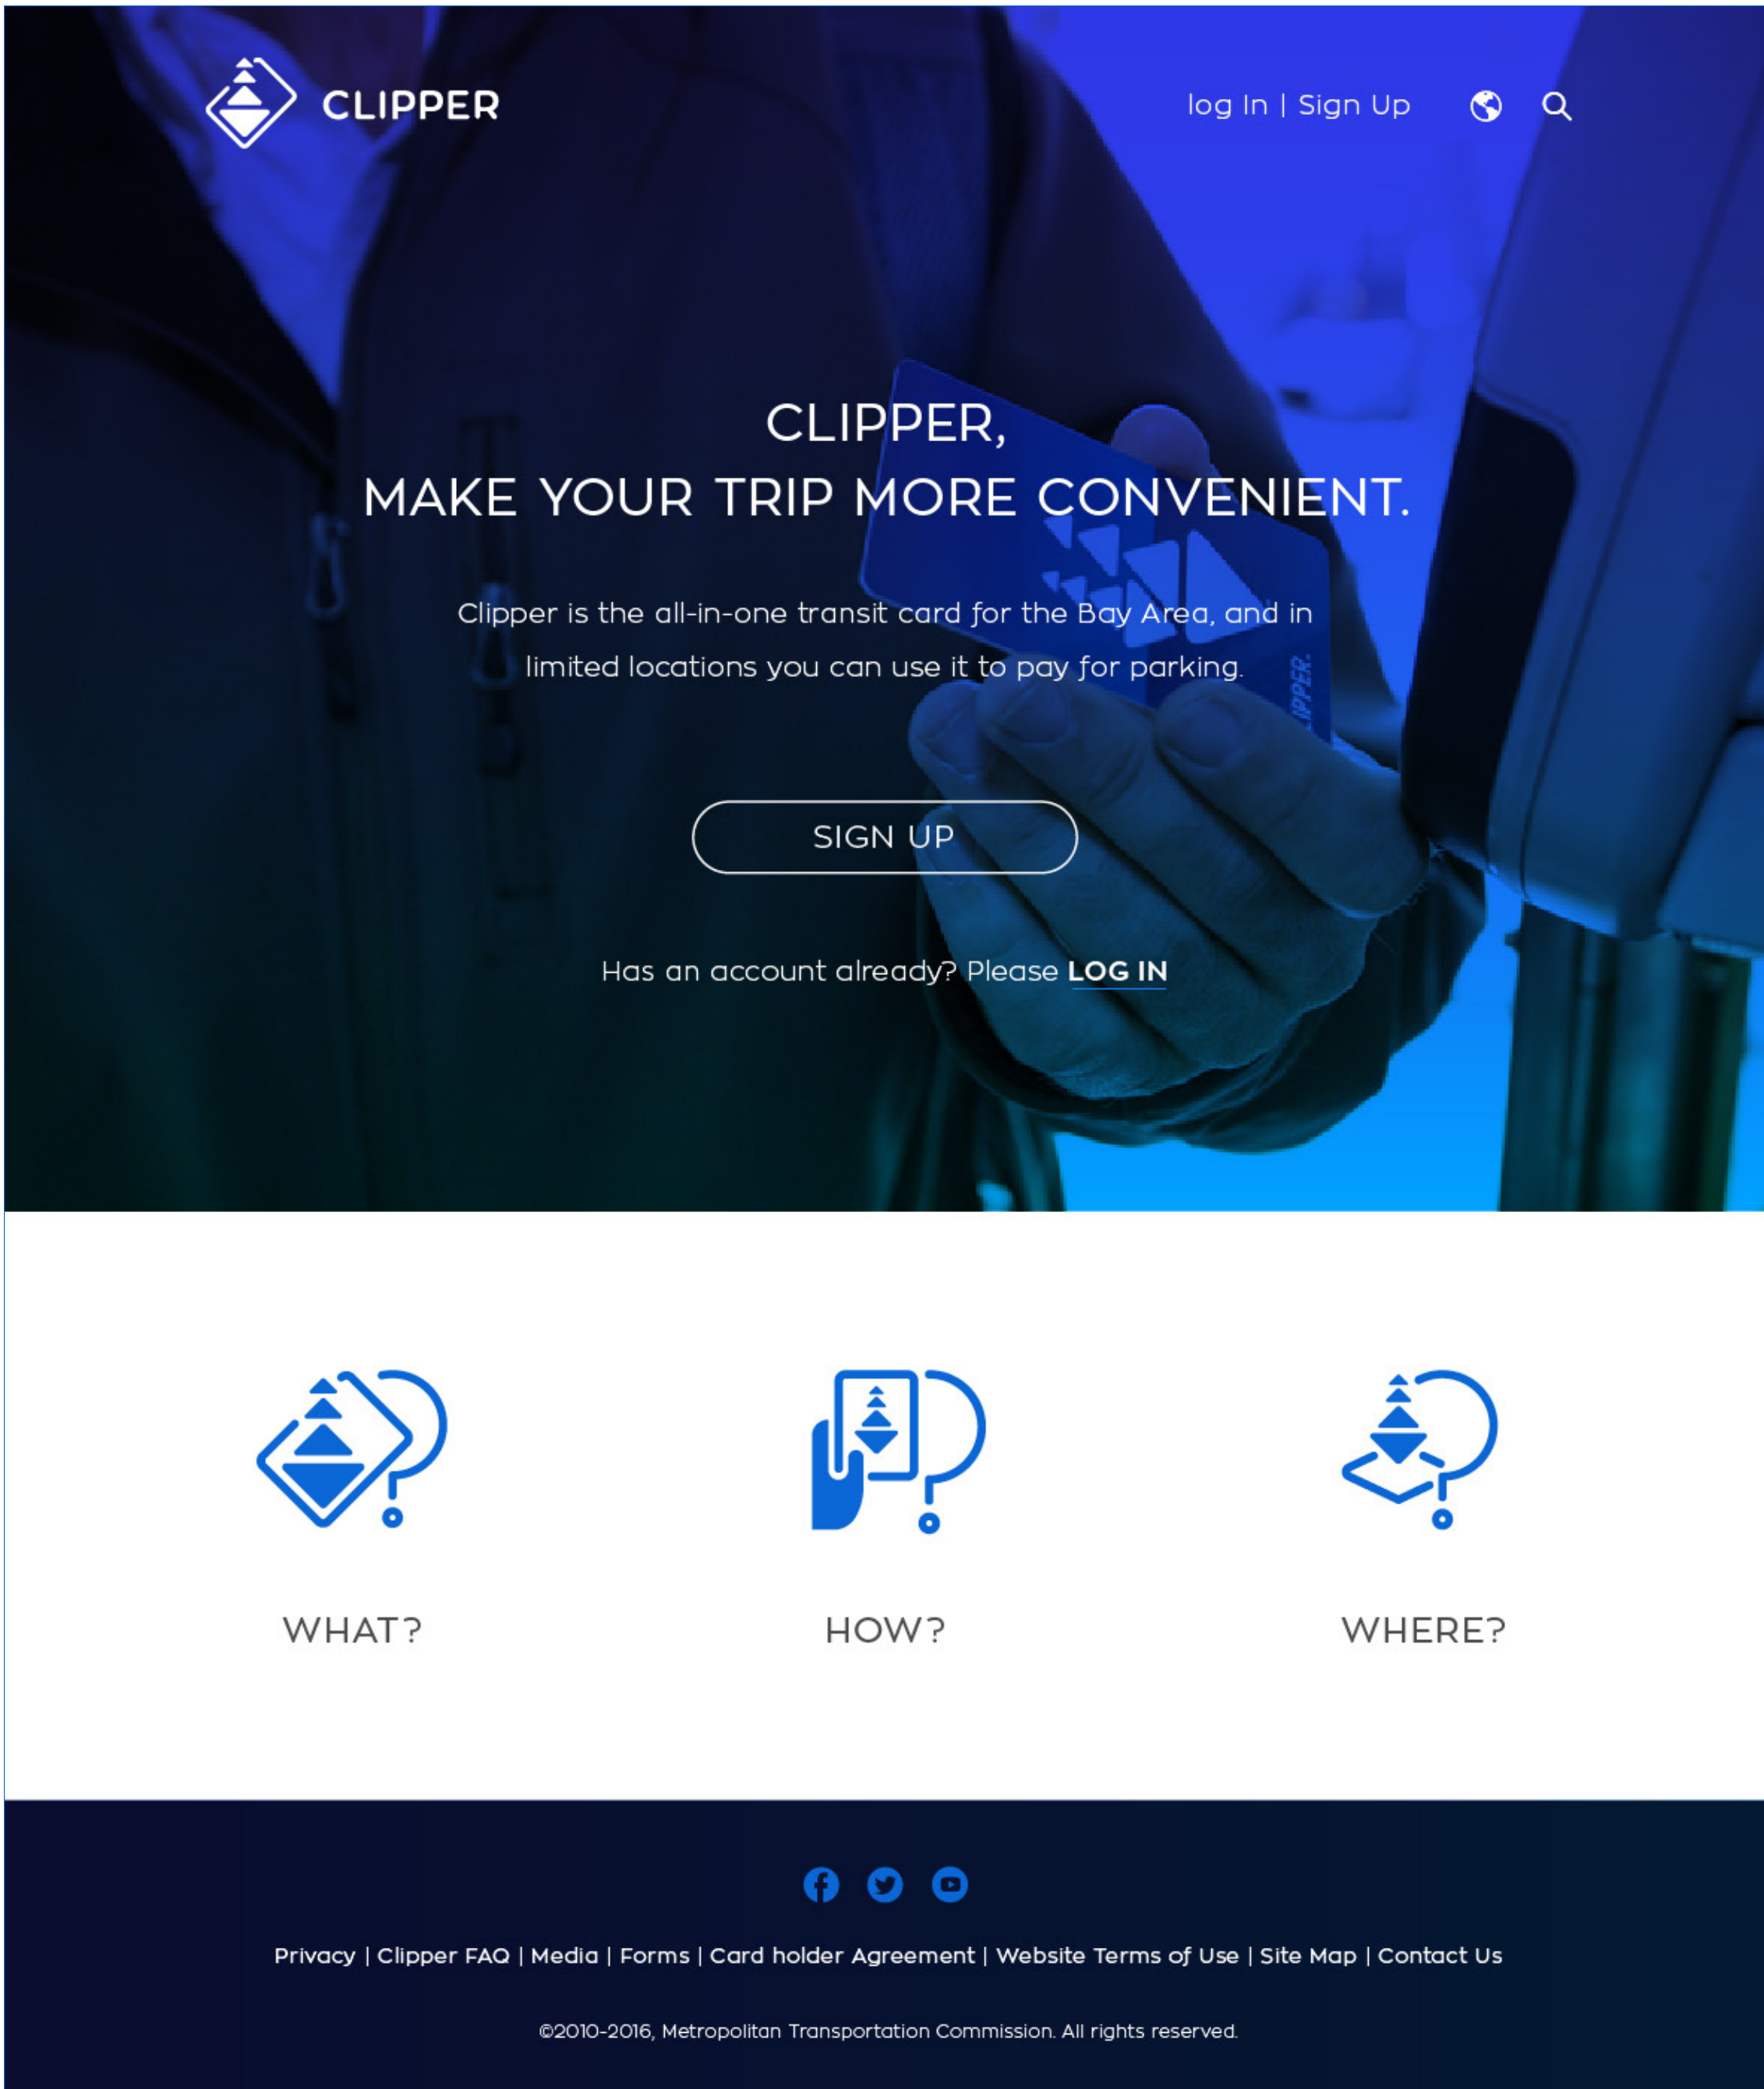 CLIPPER
log In | Sign Up
CLIPPER,
MAKE YOUR TRIP MORE CONVENIENT.
Clipper is the all-in-one transit card for the Bay Area, and in
limited locations you can use it to pay for parking.
LIPPER.
SIGN UP
Has an account already? Please LOG IN
WHAT?
HOW?
WHERE?
Privacy | Clipper FAQ | Media | Forms | Card holder Agreement | Website Terms of Use | Site Map | Contact Us
©2010-2016, Metropolitan Transportation Commission. All rights reserved.